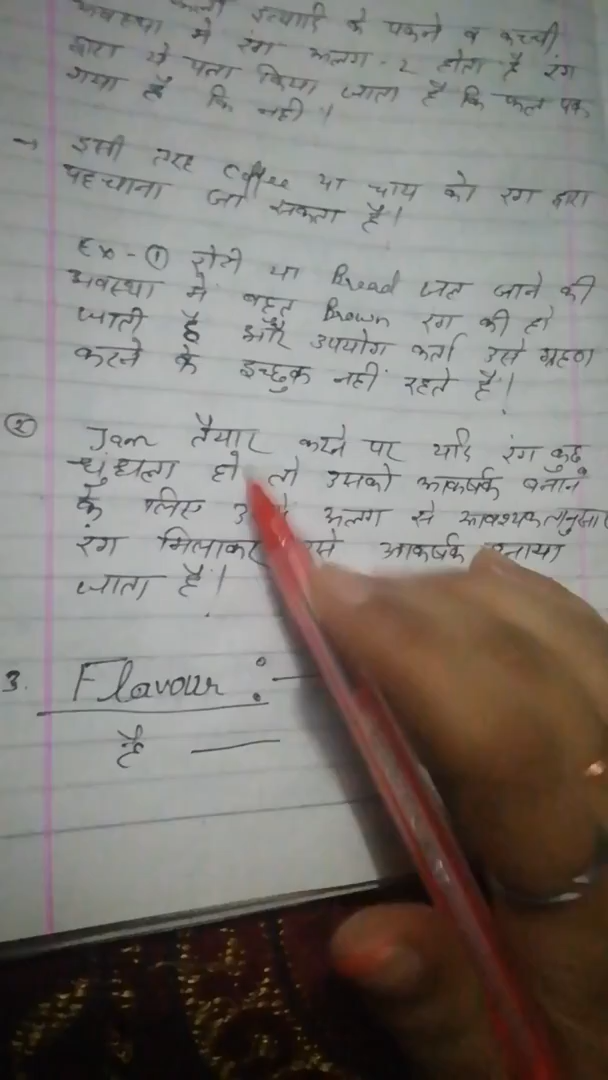 इत्यादि के पकने व कच्ची
अवस्था में रंग अलग-2 होता है रंग
द्वारा ये पता किया जाता है कि फल पक
गया है कि नहीं।
→ इसी तरह Coffee या चाय को रंग द्वारा
पहचाना जा सकता है।
Ex-① रोटी या Bread जल जाने की
अवस्था में बहुत Brown रंग की हो
जाती है और उपयोग कर्ता उसे ग्रहण
करने के इच्छुक नहीं रहते हैं।
② Jam तैयार करने पर यदि रंग कुछ
धुंधला हो तो उसको आकर्षक बनाने
के लिए अलग से आवश्यकतानुसार
रंग मिलाकर आकर्षक बनाया
जाता है।
3. Flavour :-
है —